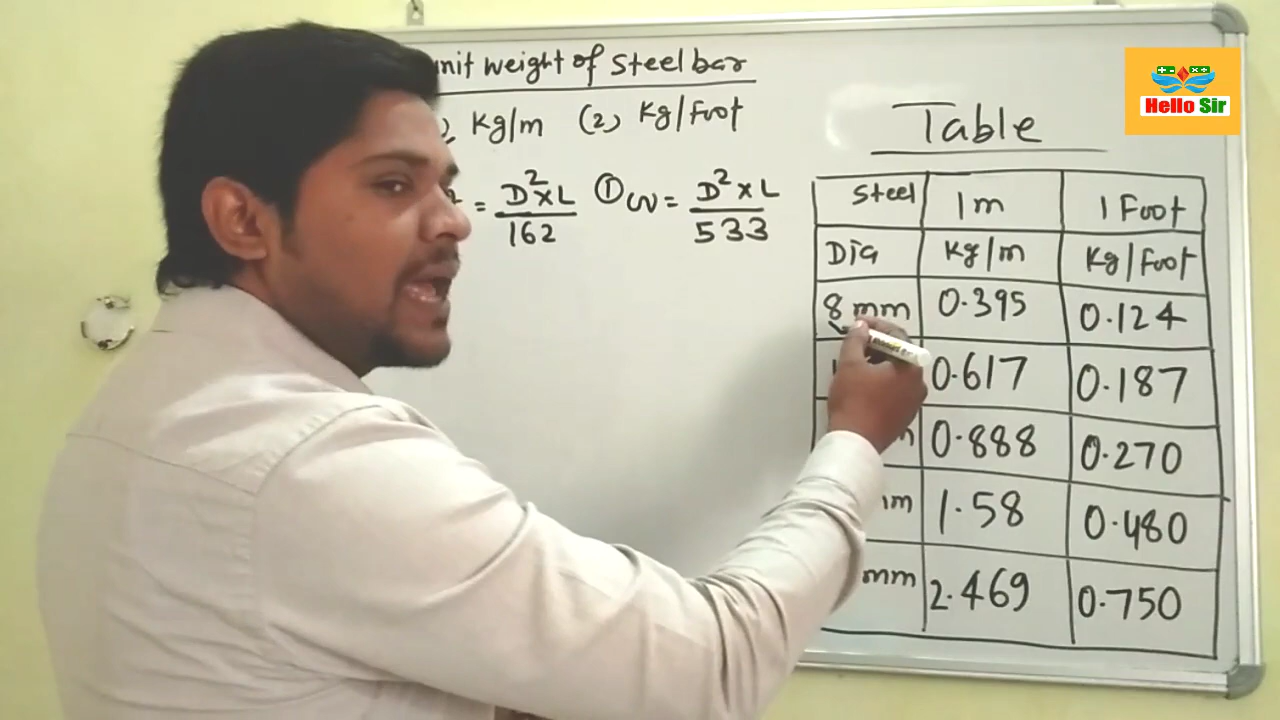 unit weight of Steel bar
Kg/m (2) Kg/Foot
= D²xL / 162 ① W = D²xL / 533
Hello Sir
Table
Steel 1m 1 Foot
Dia Kg/m Kg/Foot
8 mm 0.395 0.124
0.617 0.187
0.888 0.270
1.58 0.480
mm 2.469 0.750